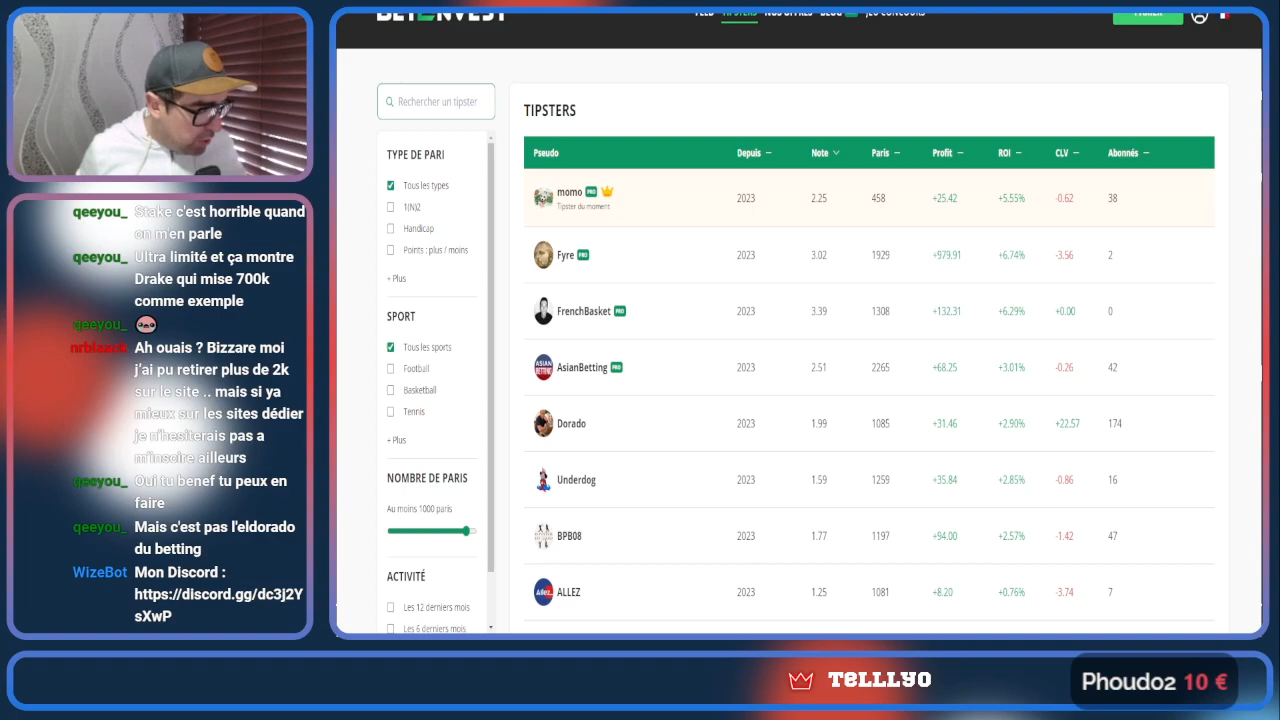 TIPSTERS
BLOG
JEU CONCOURS
Rechercher un tipster
TYPE DE PARI
Tous les types
1(N)2
Handicap
Points : plus / moins
+ Plus
SPORT
Tous les sports
Football
Basketball
Tennis
+ Plus
NOMBRE DE PARIS
Au moins 1000 paris
ACTIVITÉ
Les 12 derniers mois
Les 6 derniers mois
TIPSTERS
Pseudo Depuis Note Paris Profit ROI CLV Abonnés
momo PRO 2023 2.25 458 +25.42 +5.55% -0.62 38
Tipster du moment
Fyre PRO 2023 3.02 1929 +979.91 +6.74% -3.56 2
FrenchBasket PRO 2023 3.39 1308 +132.31 +6.29% +0.00 0
ASIAN BETTING
AsianBetting PRO 2023 2.51 2265 +68.25 +3.01% -0.26 42
Dorado 2023 1.99 1085 +31.46 +2.90% +22.57 174
Underdog 2023 1.59 1259 +35.84 +2.85% -0.86 16
BPB08 2023 1.77 1197 +94.00 +2.57% -1.42 47
Allez
ALLEZ 2023 1.25 1081 +8.20 +0.76% -3.74 7
qeeyou_ Stake c'est horrible quand
on m'en parle
qeeyou_ Ultra limité et ça montre
Drake qui mise 700k
comme exemple
qeeyou_
Ah ouais ? Bizzare moi
j'ai pu retirer plus de 2k
sur le site .. mais si ya
mieux sur les sites dédier
je n'hesiterais pas a
m'inscire ailleurs
qeeyou_ Oui tu benef tu peux en
faire
qeeyou_ Mais c'est pas l'eldorado
du betting
WizeBot Mon Discord :
https://discord.gg/dc3j2Y
sXwP
TELLLYO
Phoudo2 10 €